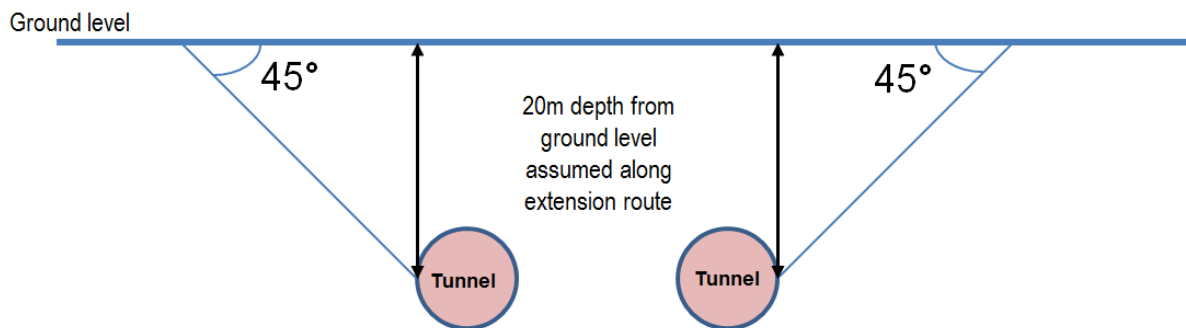 Ground level
45°
45°
20m depth from
ground level
assumed along
extension route
Tunnel
Tunnel